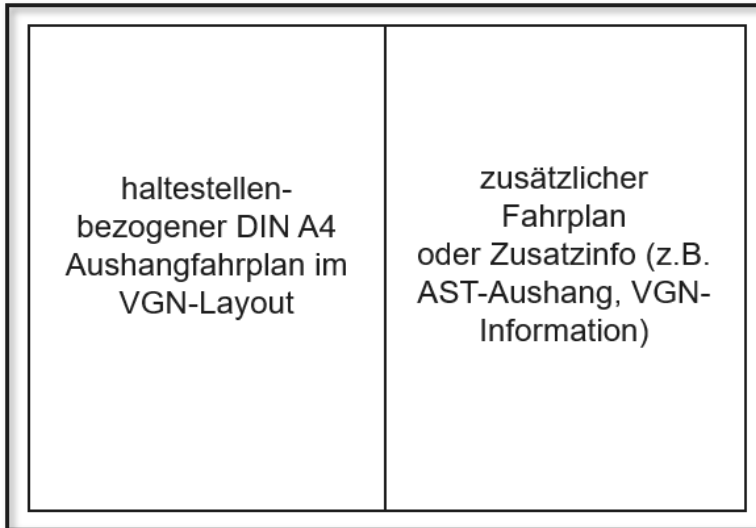 haltestellen-
bezogener DIN A4
Aushangfahrplan im
VGN-Layout
zusätzlicher
Fahrplan
oder Zusatzinfo (z.B.
AST-Aushang, VGN-
Information)